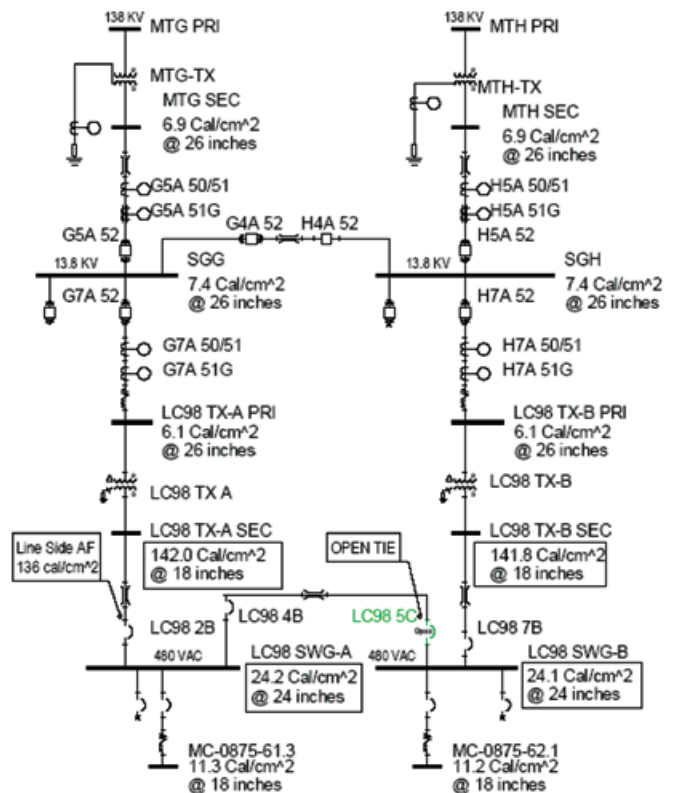 138 KV
MTG PRI
138 KV
MTH PRI
MTG-TX
MTH-TX
MTG SEC
6.9 Cal/cm^2
@ 26 inches
MTH SEC
6.9 Cal/cm^2
@ 26 inches
G5A 50/51
G5A 51G
H5A 50/51
H5A 51G
G5A 52
G4A 52
H4A 52
H5A 52
13.8 KV
SGG
7.4 Cal/cm^2
@ 26 inches
13.8 KV
SGH
7.4 Cal/cm^2
@ 26 inches
G7A 52
H7A 52
G7A 50/51
G7A 51G
H7A 50/51
H7A 51G
LC98 TX-A PRI
6.1 Cal/cm^2
@ 26 inches
LC98 TX-B PRI
6.1 Cal/cm^2
@ 26 inches
LC98 TX A
LC98 TX-B
Line Side AF
136 cal/cm^2
LC98 TX-A SEC
142.0 Cal/cm^2
@ 18 inches
OPEN TIE
LC98 TX-B SEC
141.8 Cal/cm^2
@ 18 inches
LC98 2B
LC98 4B
LC98 5C
Open
LC98 7B
480 VAC
LC98 SWG-A
24.2 Cal/cm^2
@ 24 inches
480 VAC
LC98 SWG-B
24.1 Cal/cm^2
@ 24 inches
MC-0875-61.3
11.3 Cal/cm^2
@ 18 inches
MC-0875-62.1
11.2 Cal/cm^2
@ 18 inches